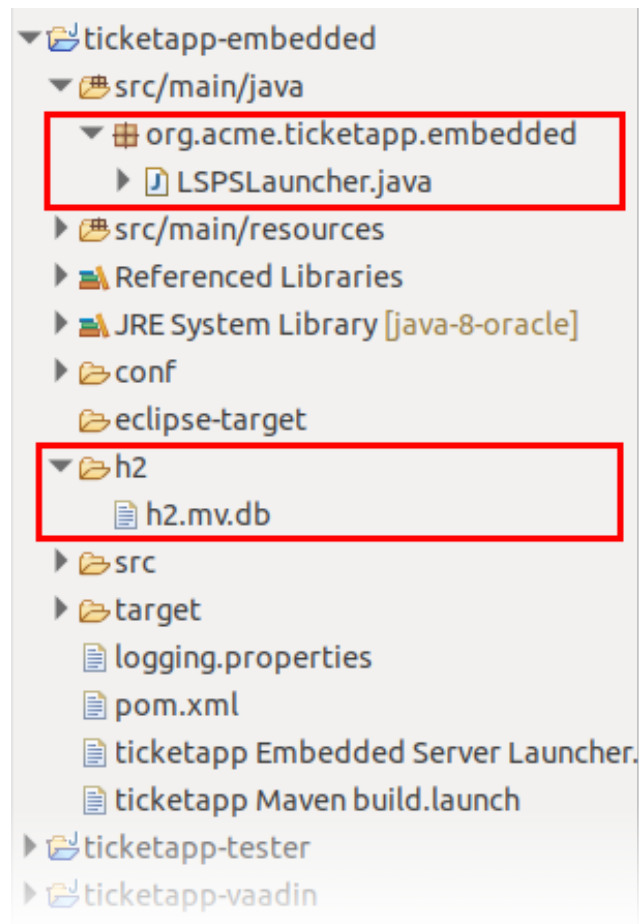 ticketapp-embedded
src/main/java
org.acme.ticketapp.embedded
LSPSLauncher.java
src/main/resources
Referenced Libraries
JRE System Library [java-8-oracle]
conf
eclipse-target
h2
h2.mv.db
src
target
logging.properties
pom.xml
ticketapp Embedded Server Launcher.
ticketapp Maven build.launch
ticketapp-tester
ticketapp-vaadin